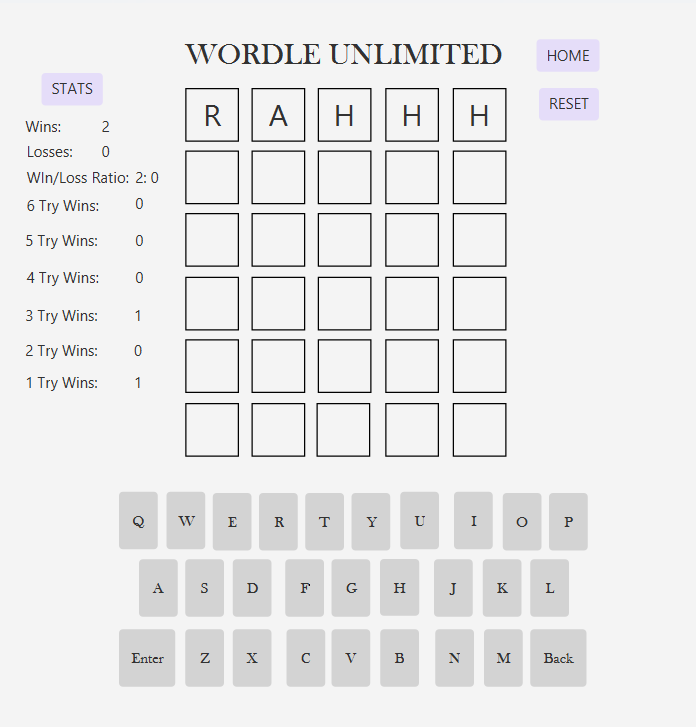 WORDLE UNLIMITED
HOME
STATS
RESET
R A H H H
Wins: 2
Losses: 0
WIn/Loss Ratio: 2: 0
6 Try Wins: 0
5 Try Wins: 0
4 Try Wins: 0
3 Try Wins: 1
2 Try Wins: 0
1 Try Wins: 1
Q W E R T Y U I O P
A S D F G H J K L
Enter Z X C V B N M Back